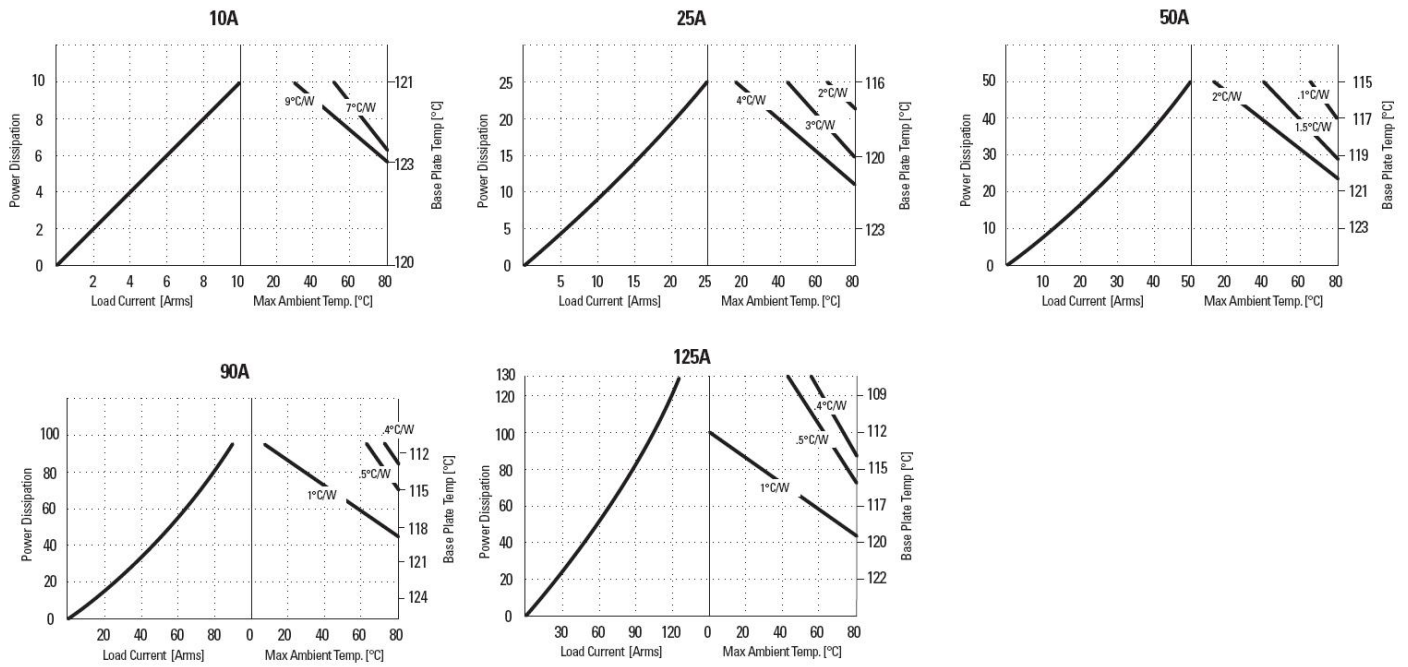 10A
Power Dissipation
10
8
6
4
2
0
2 4 6 8 10 20 40 60 80
Load Current [Arms] Max Ambient Temp. [°C]
9°C/W
7°C/W
121
123
120
Base Plate Temp [°C]
25A
Power Dissipation
25
20
15
10
5
0
5 10 15 20 25 20 40 60 80
Load Current [Arms] Max Ambient Temp. [°C]
4°C/W
3°C/W
2°C/W
116
120
123
Base Plate Temp [°C]
50A
Power Dissipation
50
40
30
20
10
0
10 20 30 40 50 20 40 60 80
Load Current [Arms] Max Ambient Temp. [°C]
2°C/W
1.5°C/W
.1°C/W
115
117
119
121
123
Base Plate Temp [°C]
90A
Power Dissipation
100
80
60
40
20
0
20 40 60 80 0 20 40 60 80
Load Current [Arms] Max Ambient Temp. [°C]
1°C/W
.5°C/W
.4°C/W
112
115
118
121
124
Base Plate Temp [°C]
125A
Power Dissipation
130
120
100
80
60
40
20
0
30 60 90 120 0 20 40 60 80
Load Current [Arms] Max Ambient Temp. [°C]
1°C/W
.5°C/W
.4°C/W
109
112
115
117
120
122
Base Plate Temp [°C]